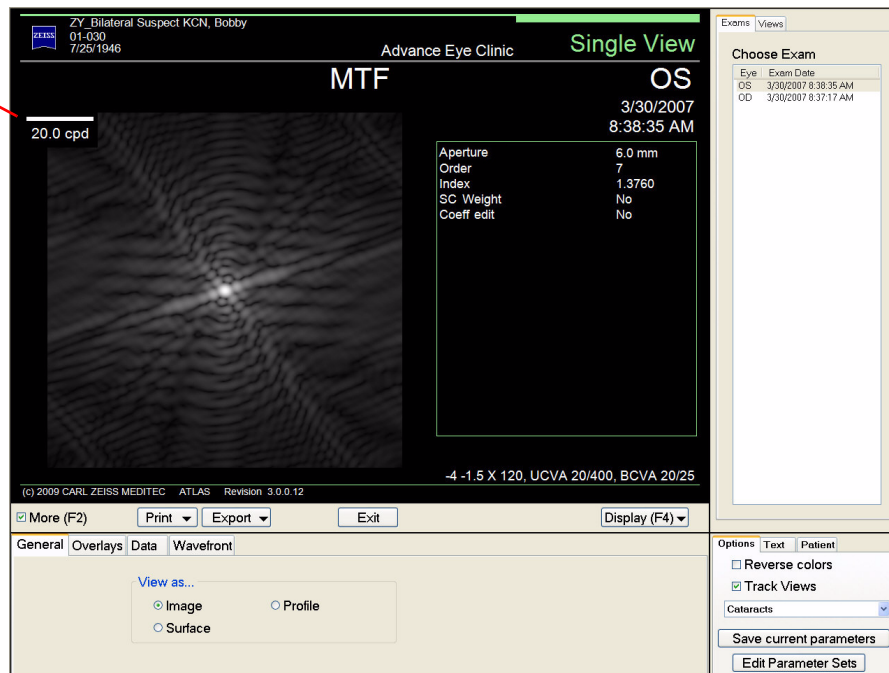 ZEISS
ZY_Bilateral Suspect KCN, Bobby
01-030
7/25/1946
Advance Eye Clinic
Single View
MTF
OS
3/30/2007
8:38:35 AM
20.0 cpd
Aperture 6.0 mm
Order 7
Index 1.3760
SC Weight No
Coeff edit No
-4 -1.5 X 120, UCVA 20/400, BCVA 20/25
(c) 2009 CARL ZEISS MEDITEC ATLAS Revision 3.0.0.12
More (F2) Print Export Exit Display (F4)
General Overlays Data Wavefront
View as...
Image Profile
Surface
Exams Views
Choose Exam
Eye Exam Date
OS 3/30/2007 8:38:35 AM
OD 3/30/2007 8:37:17 AM
Options Text Patient
Reverse colors
Track Views
Cataracts
Save current parameters
Edit Parameter Sets